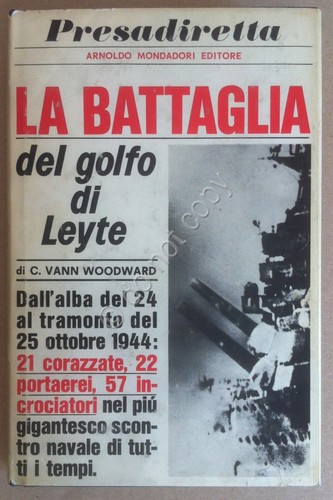 Presadiretta
ARNOLDO MONDADORI EDITORE
LA BATTAGLIA
del golfo
di
Leyte
di C. VANN WOODWARD
Dall'alba del 24
al tramonto del
25 ottobre 1944:
21 corazzate, 22
portaerei, 57 in-
crociatori nel piú
gigantesco scon-
tro navale di tut-
ti i tempi.